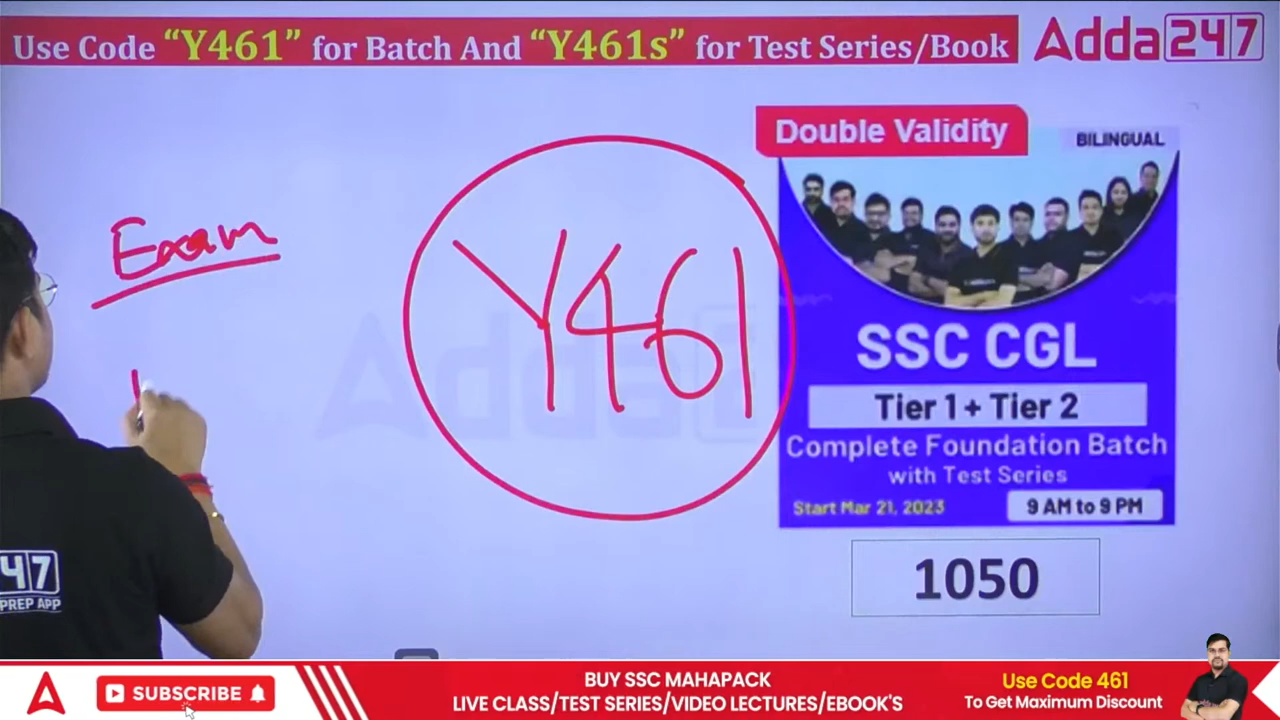 Use Code “Y461” for Batch And “Y461s” for Test Series/Book
Adda247
Double Validity
BILINGUAL
Exam
Y461
SSC CGL
Tier 1 + Tier 2
Complete Foundation Batch
with Test Series
Start Mar 21, 2023
9 AM to 9 PM
1050
47
PREP APP
SUBSCRIBE
BUY SSC MAHAPACK
LIVE CLASS/TEST SERIES/VIDEO LECTURES/EBOOK'S
Use Code 461
To Get Maximum Discount